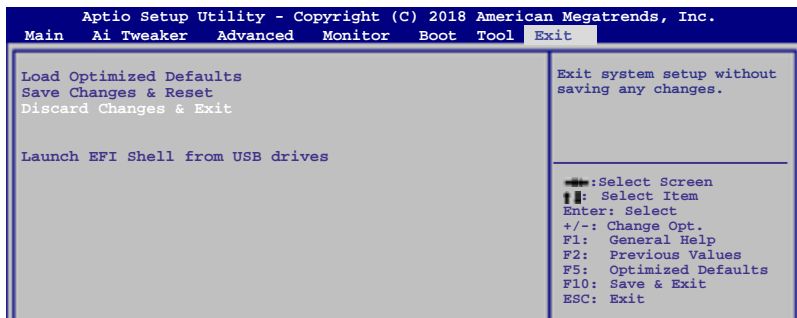 Aptio Setup Utility - Copyright (C) 2018 American Megatrends, Inc.
Main Ai Tweaker Advanced Monitor Boot Tool Exit
Load Optimized Defaults
Save Changes & Reset
Discard Changes & Exit
Launch EFI Shell from USB drives
Exit system setup without
saving any changes.
:Select Screen
: Select Item
Enter: Select
+/-: Change Opt.
F1: General Help
F2: Previous Values
F5: Optimized Defaults
F10: Save & Exit
ESC: Exit